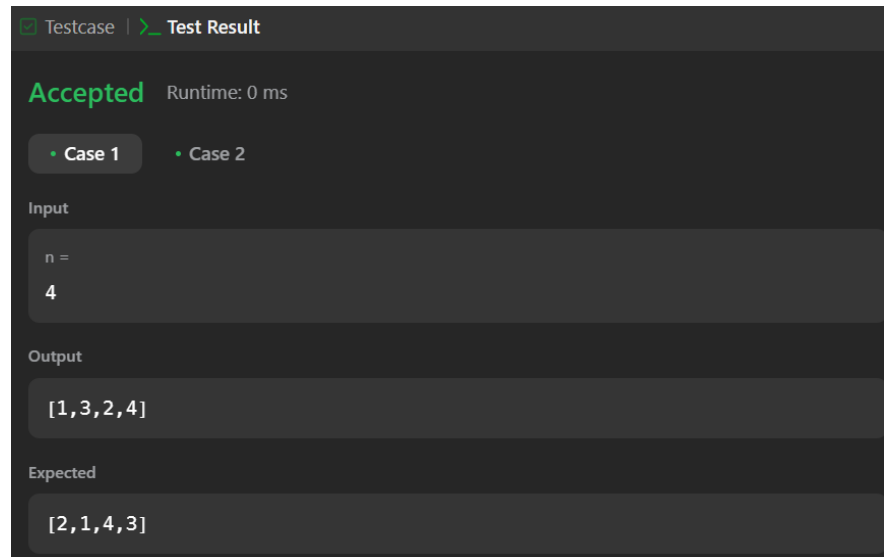 Testcase | >_ Test Result
Accepted Runtime: 0 ms
• Case 1 • Case 2
Input
n =
4
Output
[1,3,2,4]
Expected
[2,1,4,3]